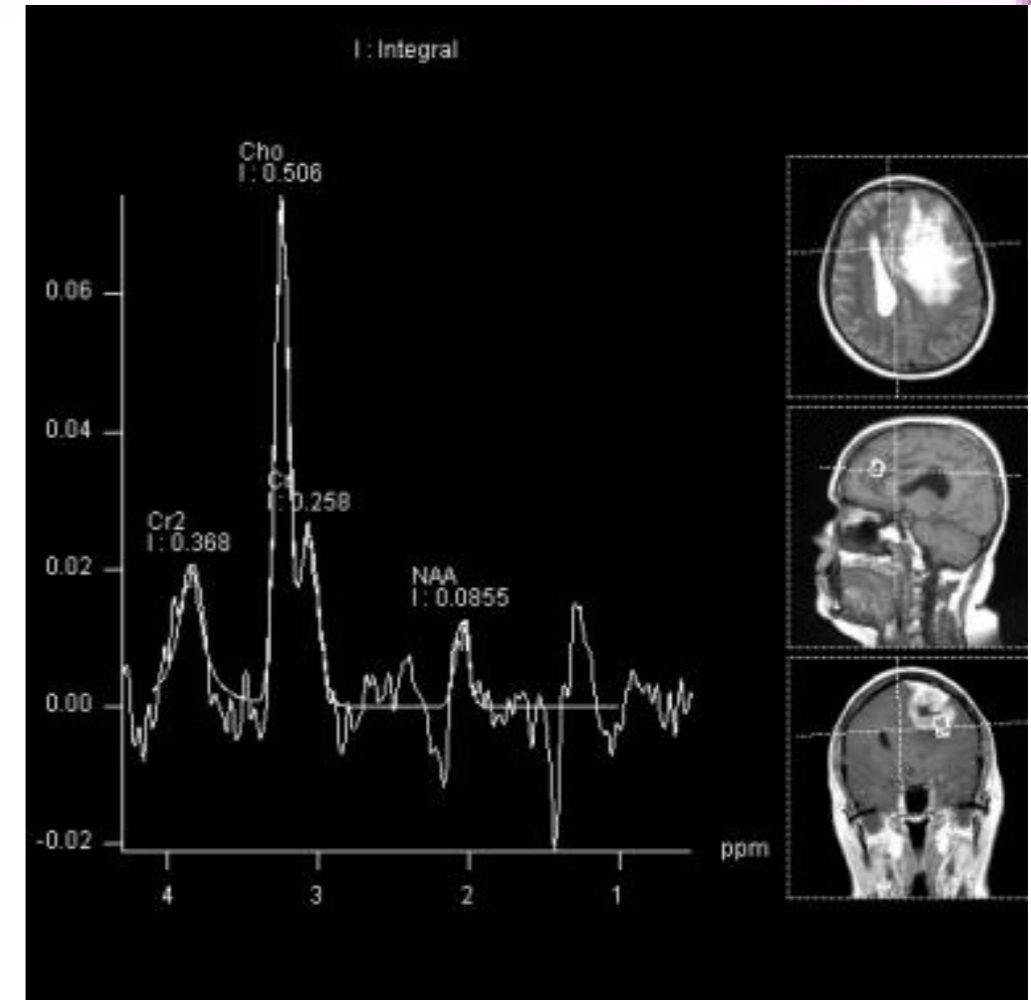 I : Integral
Cho
I : 0.506
0.06
0.04
Cr
I : 0.258
Cr2
I : 0.368
NAA
I : 0.0855
0.02
0.00
-0.02
ppm
4 3 2 1